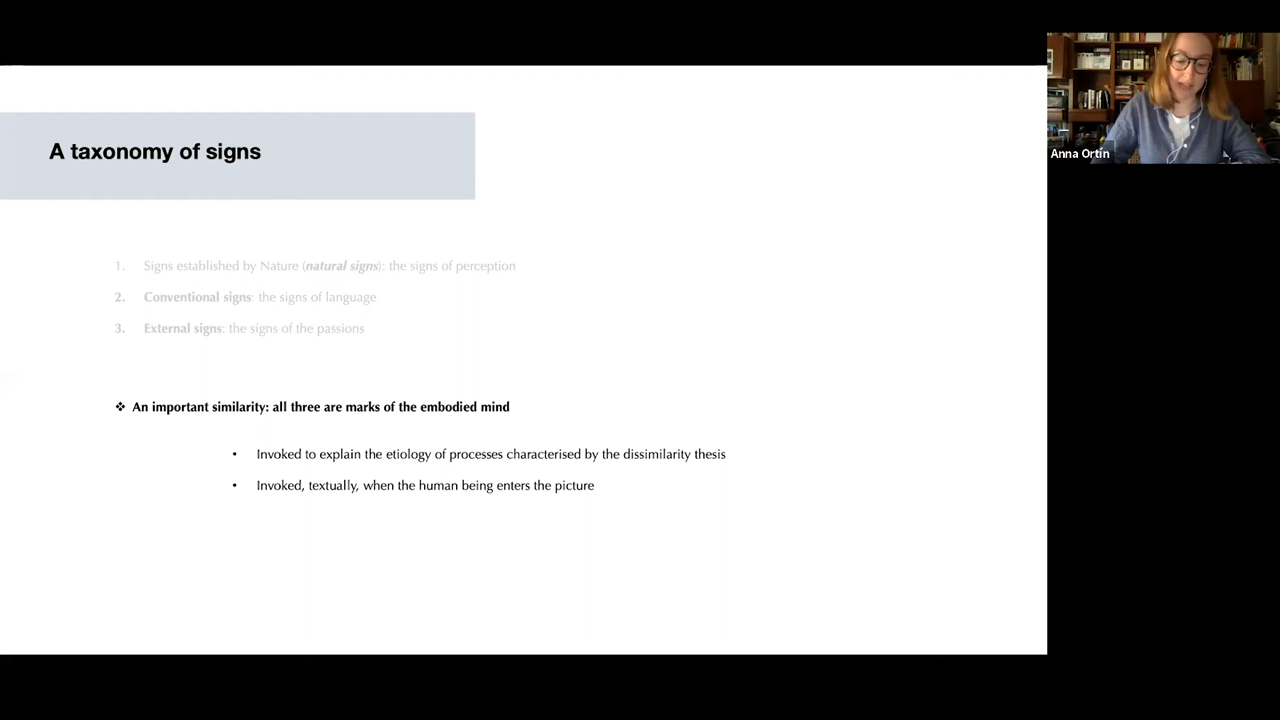 A taxonomy of signs
1. Signs established by Nature (natural signs): the signs of perception
2. Conventional signs: the signs of language
3. External signs: the signs of the passions
❖ An important similarity: all three are marks of the embodied mind
• Invoked to explain the etiology of processes characterised by the dissimilarity thesis
• Invoked, textually, when the human being enters the picture
Anna Ortín